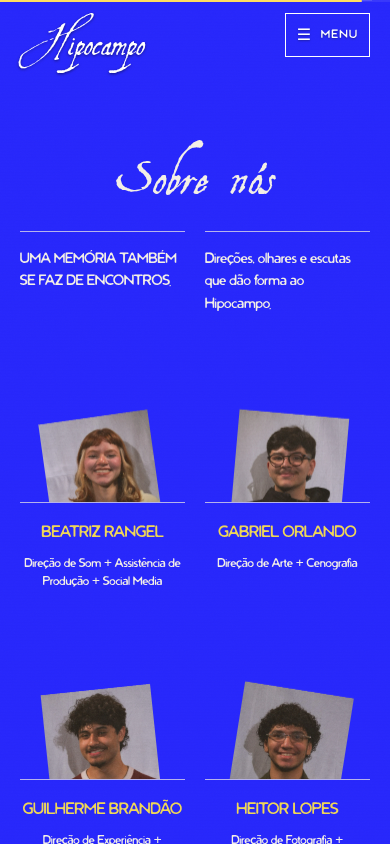 Hipocampo
MENU
Sobre nós
UMA MEMÓRIA TAMBÉM
SE FAZ DE ENCONTROS.
Direções, olhares e escutas
que dão forma ao
Hipocampo.
BEATRIZ RANGEL
Direção de Som + Assistência de
Produção + Social Media
GABRIEL ORLANDO
Direção de Arte + Cenografia
GUILHERME BRANDÃO
Direção de Experiência +
HEITOR LOPES
Direção de Fotografia +